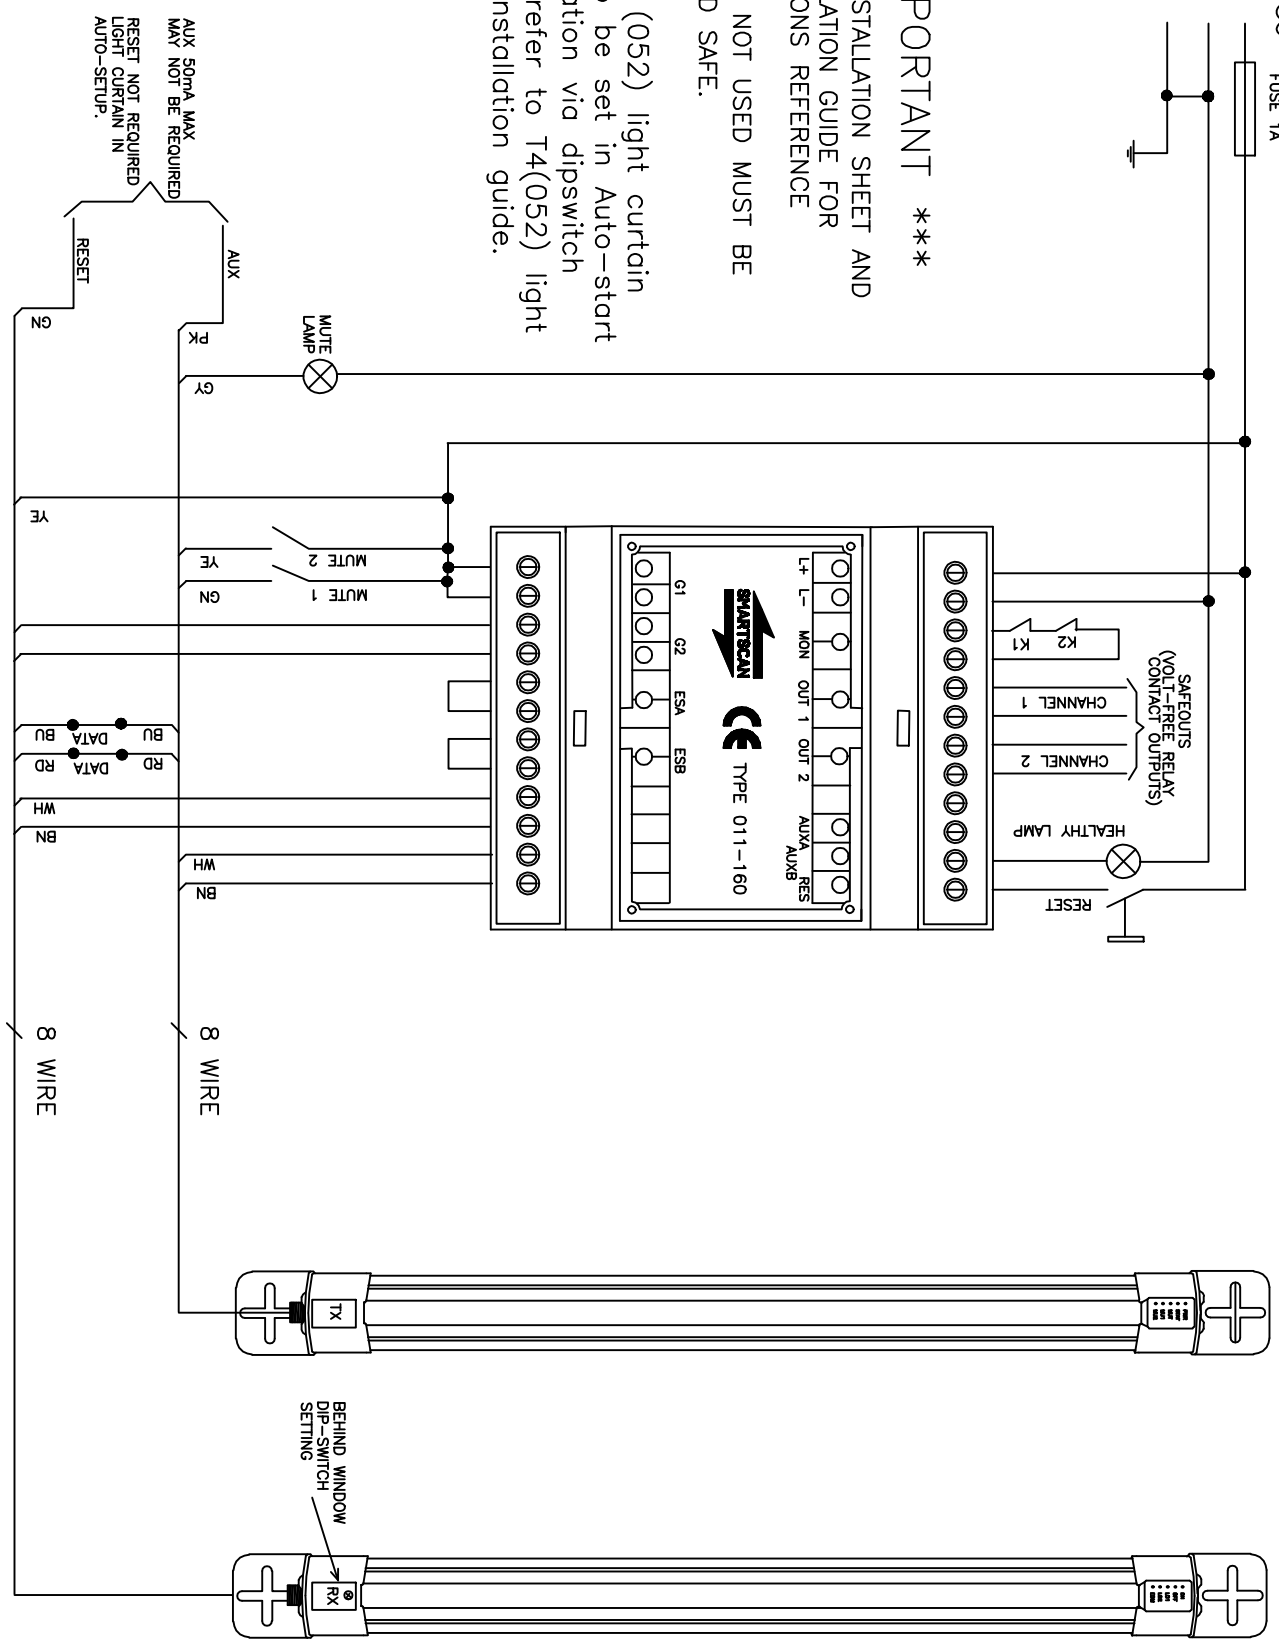 FUSE 1A
PORTANT ***
STALLATION SHEET AND
LATION GUIDE FOR
ONS REFERENCE
NOT USED MUST BE
D SAFE.
(052) light curtain
be set in Auto-start
ation via dipswitch
refer to T4(052) light
nstallation guide.
AUX 50mA MAX
MAY NOT BE REQUIRED
RESET NOT REQUIRED
LIGHT CURTAIN IN
AUTO-SETUP.
AUX
RESET
PK
GN
MUTE
LAMP
GY
YE
MUTE 2
YE
MUTE 1
GN
K1
K2
SAFEOUTS
(VOLT-FREE RELAY
CONTACT OUTPUTS)
CHANNEL 1
CHANNEL 2
HEALTHY LAMP
RESET
L+
L-
MON
OUT 1
OUT 2
AUXA
AUXB
RES
SMARTSCAN
CE TYPE 011-160
G1
G2
ESA
ESB
BU
DATA
BU
RD
DATA
RD
WH
BN
WH
BN
8 WIRE
8 WIRE
TX
BEHIND WINDOW
DIP-SWITCH
SETTING
RX